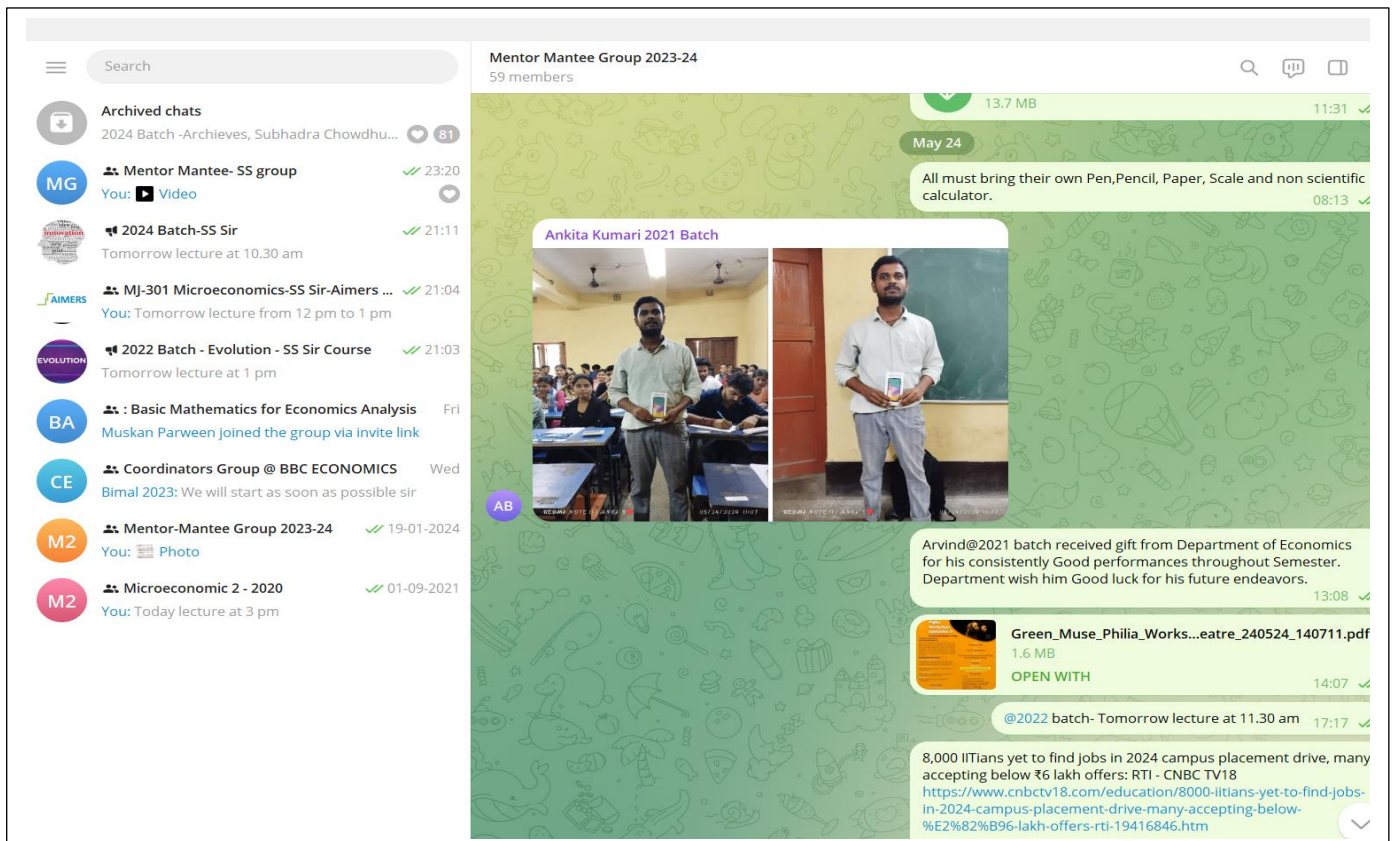 Search
Archived chats
2024 Batch -Archieves, Subhadra Chowdhu...
81
MG
Mentor Mantee- SS group
23:20
You: Video
innovation
2024 Batch-SS Sir
21:11
Tomorrow lecture at 10.30 am
AIMERS
MJ-301 Microeconomics-SS Sir-Aimers ...
21:04
You: Tomorrow lecture from 12 pm to 1 pm
EVOLUTION
2022 Batch - Evolution - SS Sir Course
21:03
Tomorrow lecture at 1 pm
BA
: Basic Mathematics for Economics Analysis
Fri
Muskan Parween joined the group via invite link
CE
Coordinators Group @ BBC ECONOMICS
Wed
Bimal 2023: We will start as soon as possible sir
M2
Mentor-Mantee Group 2023-24
19-01-2024
You: Photo
M2
Microeconomic 2 - 2020
01-09-2021
You: Today lecture at 3 pm
Mentor Mantee Group 2023-24
59 members
13.7 MB
11:31
May 24
All must bring their own Pen,Pencil, Paper, Scale and non scientific
calculator.
08:13
Ankita Kumari 2021 Batch
AB
Arvind@2021 batch received gift from Department of Economics
for his consistently Good performances throughout Semester.
Department wish him Good luck for his future endeavors.
13:08
Green_Muse_Philia_Works...eatre_240524_140711.pdf
1.6 MB
OPEN WITH
14:07
@2022 batch- Tomorrow lecture at 11.30 am
17:17
8,000 IITians yet to find jobs in 2024 campus placement drive, many
accepting below ₹6 lakh offers: RTI - CNBC TV18
https://www.cnbctv18.com/education/8000-iitians-yet-to-find-jobs-
in-2024-campus-placement-drive-many-accepting-below-
%E2%82%B96-lakh-offers-rti-19416846.htm